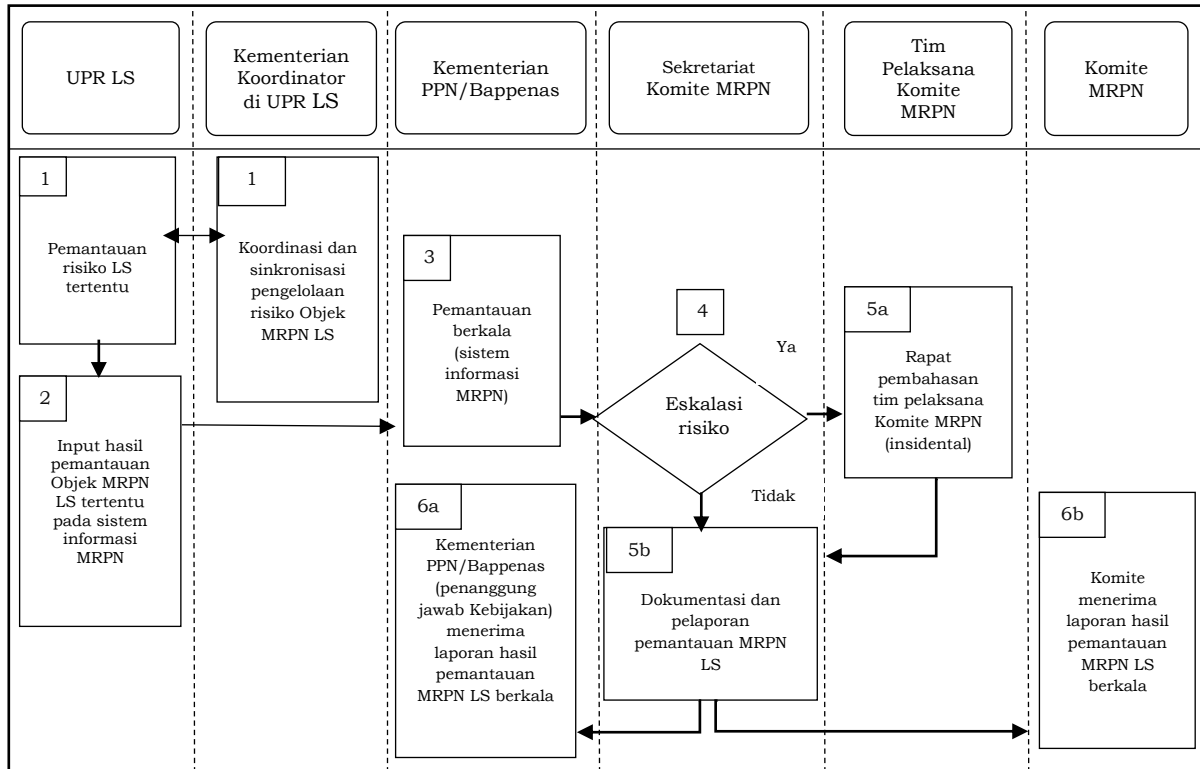 UPR LS
Kementerian
Koordinator
di UPR LS
Kementerian
PPN/Bappenas
Sekretariat
Komite MRPN
Tim
Pelaksana
Komite
MRPN
Komite
MRPN
1
Pemantauan
risiko LS
tertentu
1
Koordinasi dan
sinkronisasi
pengelolaan
risiko Objek
MRPN LS
2
Input hasil
pemantauan
Objek MRPN
LS tertentu
pada sistem
informasi
MRPN
3
Pemantauan
berkala
(sistem
informasi
MRPN)
4
Eskalasi
risiko
Ya
Tidak
5a
Rapat
pembahasan
tim pelaksana
Komite MRPN
(insidental)
5b
Dokumentasi dan
pelaporan
pemantauan MRPN
LS
6a
Kementerian
PPN/Bappenas
(penanggung
jawab Kebijakan)
menerima
laporan hasil
pemantauan
MRPN LS berkala
6b
Komite
menerima
laporan hasil
pemantauan
MRPN LS
berkala